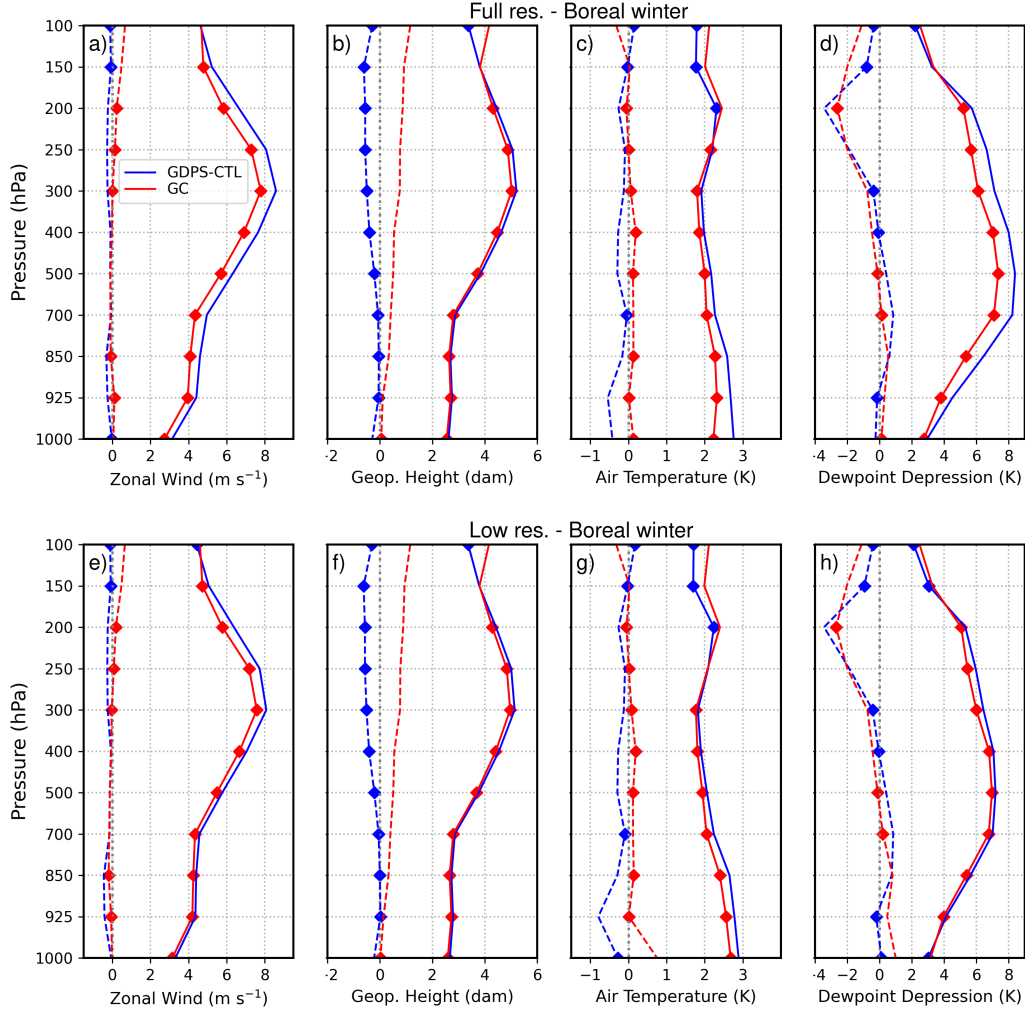 Full res. - Boreal winter
a)
b)
c)
d)
100
150
200
250
300
400
500
700
850
925
1000
Pressure (hPa)
GDPS-CTL
GC
0 2 4 6 8
-2 0 2 4 6
−1 0 1 2 3
-4 -2 0 2 4 6 8
Zonal Wind (m s⁻¹)
Geop. Height (dam)
Air Temperature (K)
Dewpoint Depression (K)
Low res. - Boreal winter
e)
f)
g)
h)
100
150
200
250
300
400
500
700
850
925
1000
Pressure (hPa)
0 2 4 6 8
-2 0 2 4 6
−1 0 1 2 3
-4 -2 0 2 4 6 8
Zonal Wind (m s⁻¹)
Geop. Height (dam)
Air Temperature (K)
Dewpoint Depression (K)